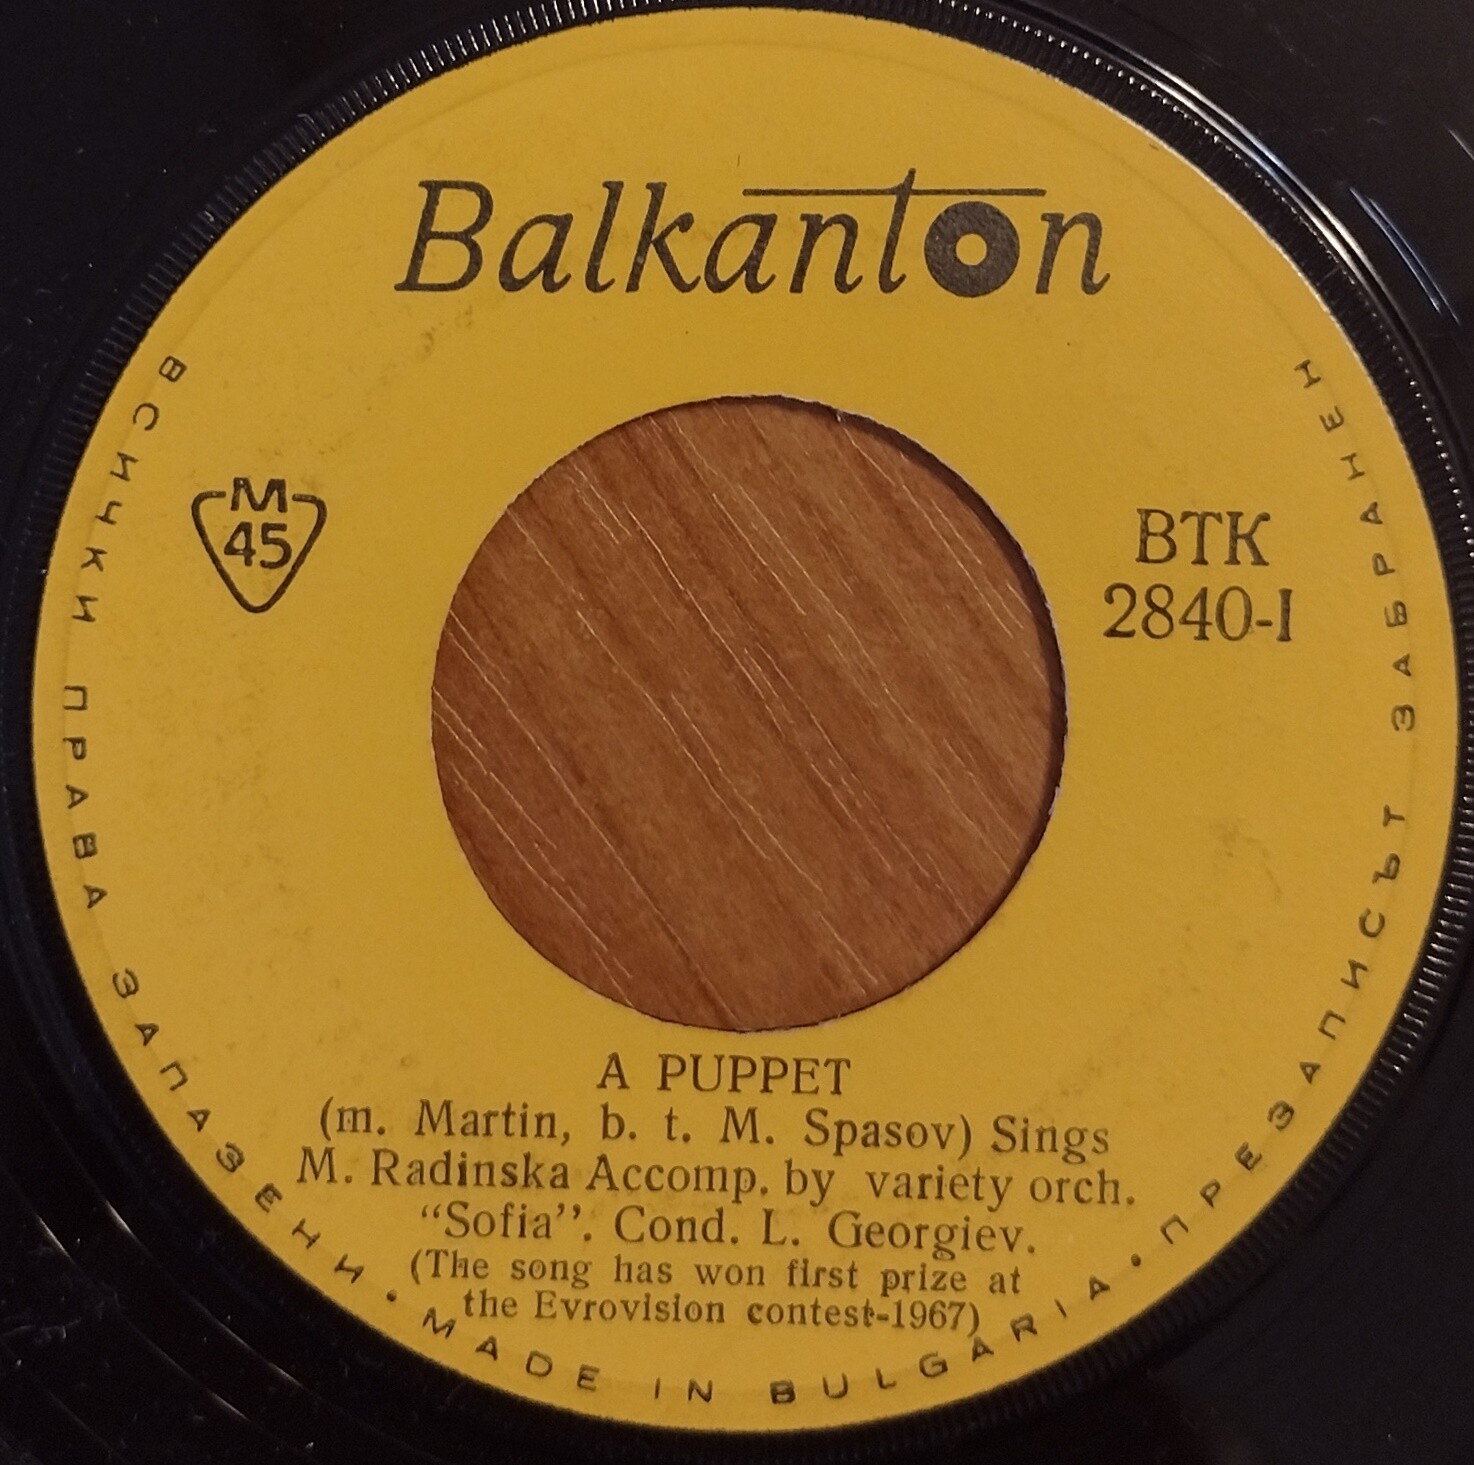 Balkanton
M
45
ВТК
2840-I
A PUPPET
(m. Martin, b. t. M. Spasov) Sings
M. Radinska Accomp. by variety orch.
“Sofia”. Cond. L. Georgiev.
(The song has won first prize at
the Evrovision contest-1967)
ВСИЧКИ ПРАВА ЗАПАЗЕНИ • MADE IN BULGARIA • ПРЕЗАПИСЪТ ЗАБРАНЕН